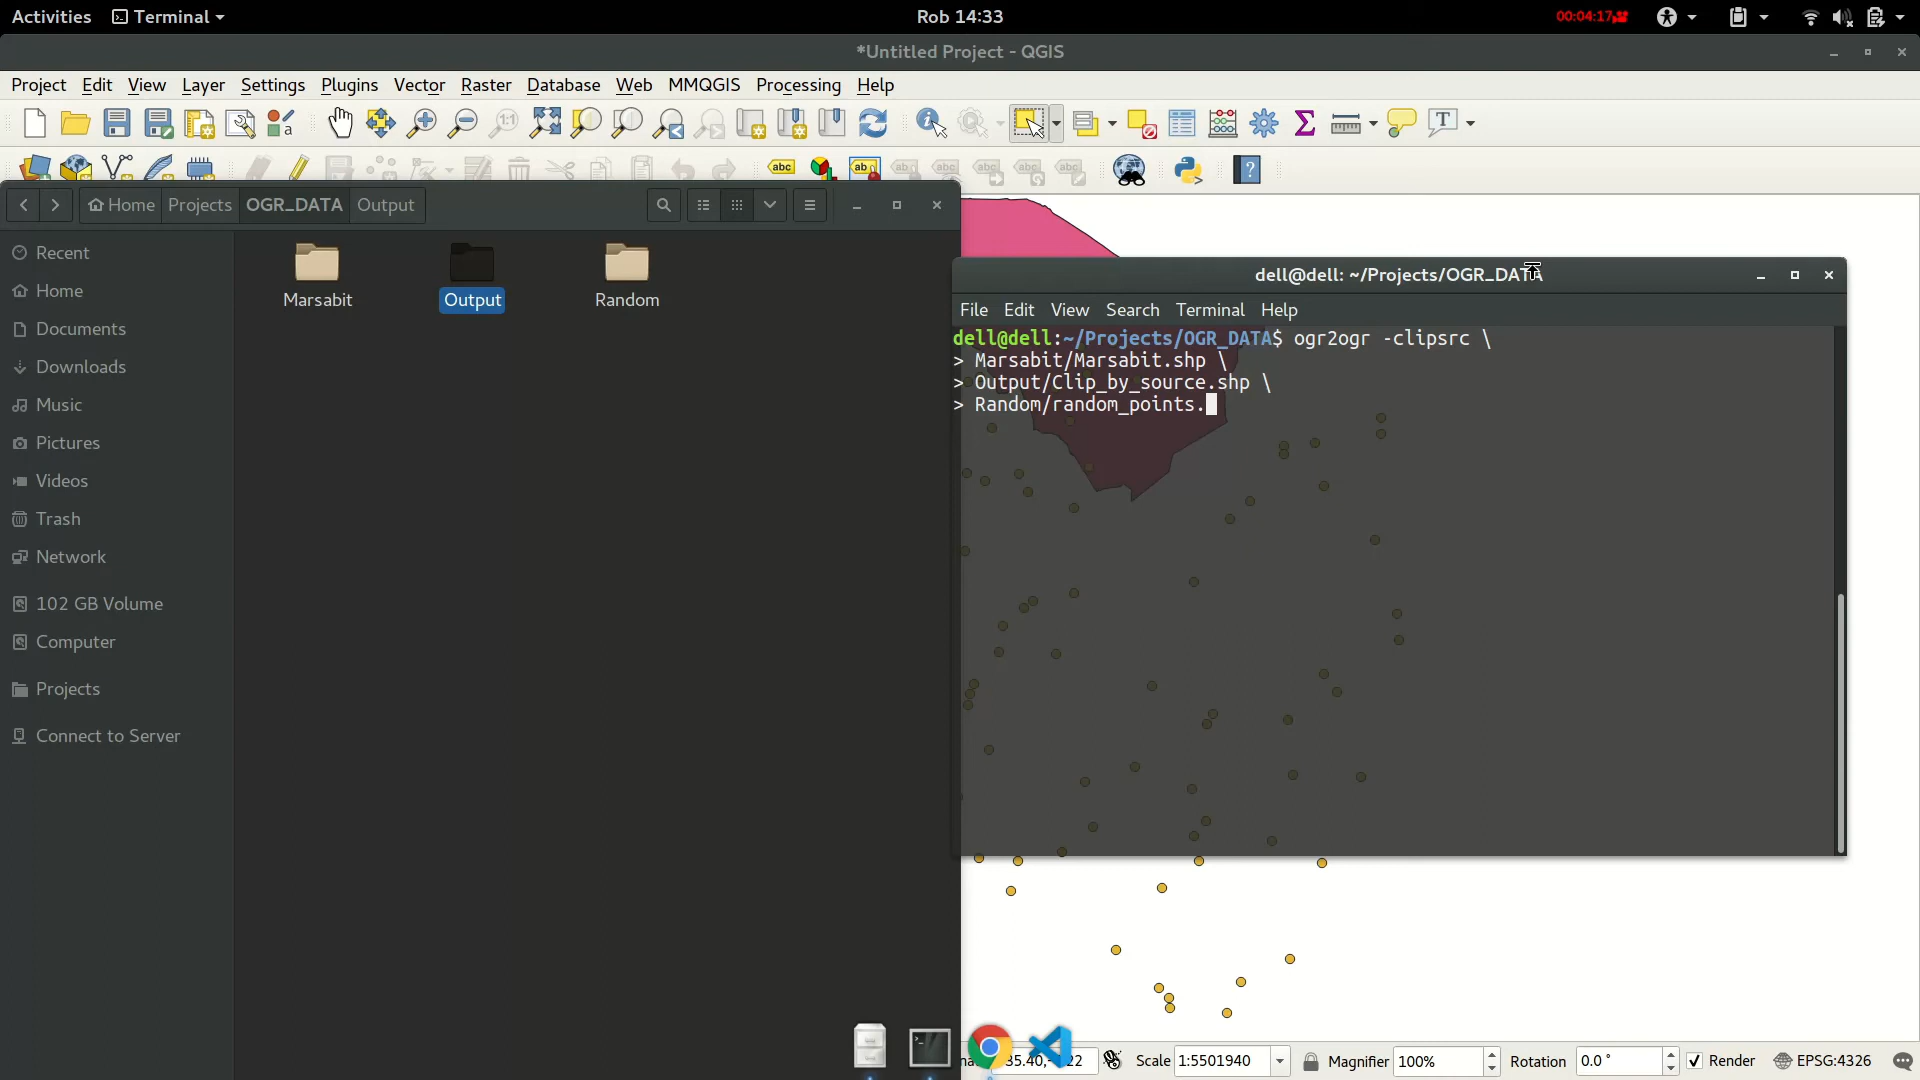 Activities
Terminal
Rob 14:33
00:04:17
*Untitled Project - QGIS
Project Edit View Layer Settings Plugins Vector Raster Database Web MMQGIS Processing Help
1:1
a
T
abc
abc
?
Home Projects OGR_DATA Output
Recent
Home
Documents
Downloads
Music
Pictures
Videos
Trash
Network
102 GB Volume
Computer
Projects
Connect to Server
Marsabit
Output
Random
dell@dell: ~/Projects/OGR_DATA
File Edit View Search Terminal Help
dell@dell:~/Projects/OGR_DATA$ ogr2ogr -clipsrc \
> Marsabit/Marsabit.shp \
> Output/Clip_by_source.shp \
> Random/random_points.
Scale 1:5501940
Magnifier 100%
Rotation 0.0 °
Render
EPSG:4326